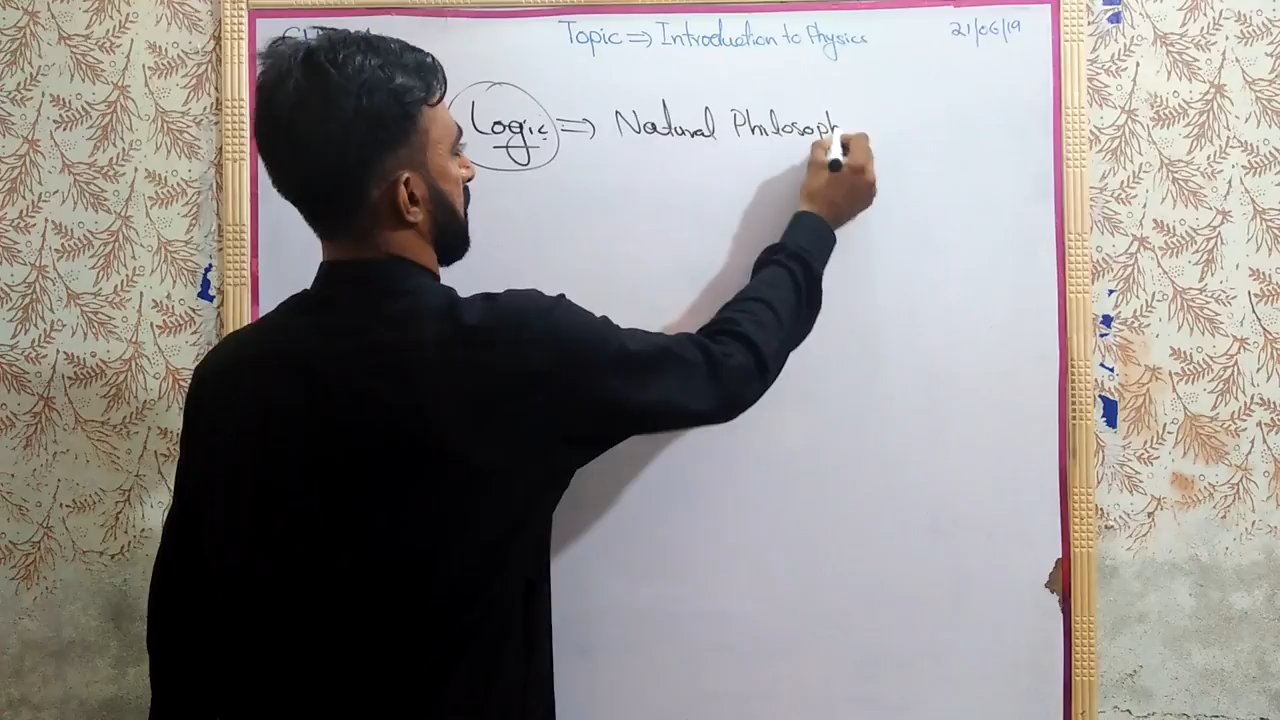 Topic ⇒ Introduction to Physics 21/06/19
Logic ⇒ Natural Philosoph